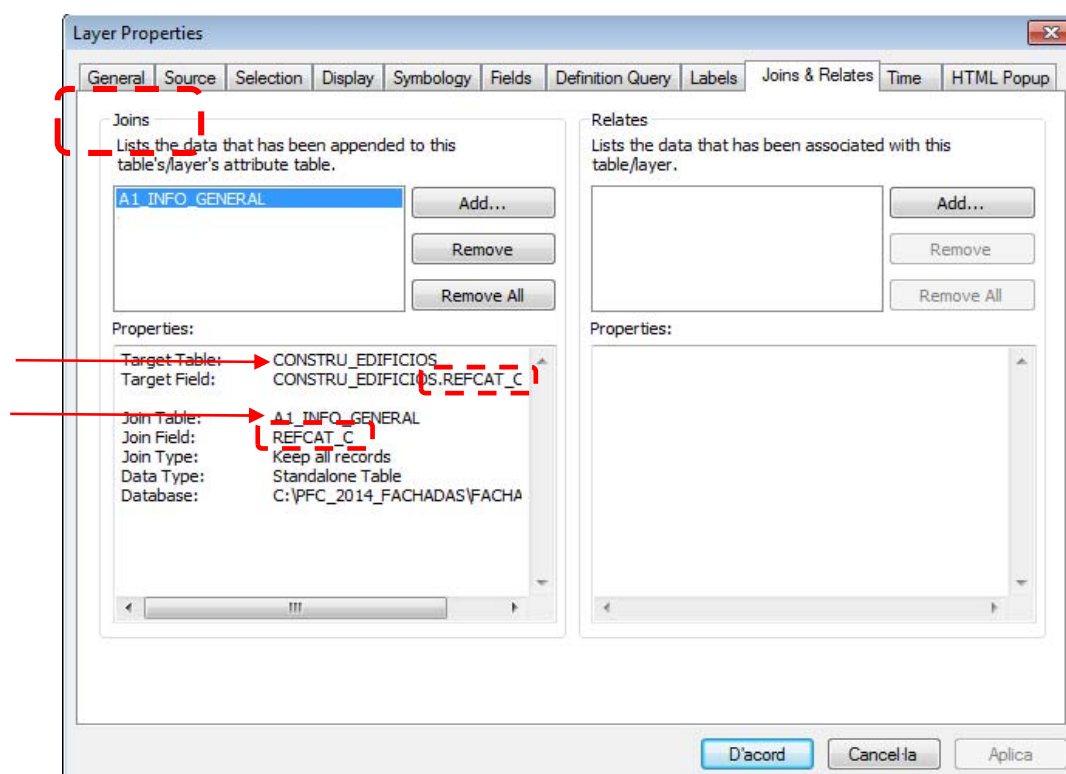 Layer Properties
General Source Selection Display Symbology Fields Definition Query Labels Joins & Relates Time HTML Popup
Joins
Lists the data that has been appended to this
table's/layer's attribute table.
A1_INFO_GENERAL
Add...
Remove
Remove All
Properties:
Target Table: CONSTRU_EDIFICIOS
Target Field: CONSTRU_EDIFICIOS.REFCAT_C
Join Table: A1_INFO_GENERAL
Join Field: REFCAT_C
Join Type: Keep all records
Data Type: Standalone Table
Database: C:\PFC_2014_FACHADAS\FACHA
Relates
Lists the data that has been associated with this
table/layer.
Add...
Remove
Remove All
Properties:
D'acord Cancel·la Aplica